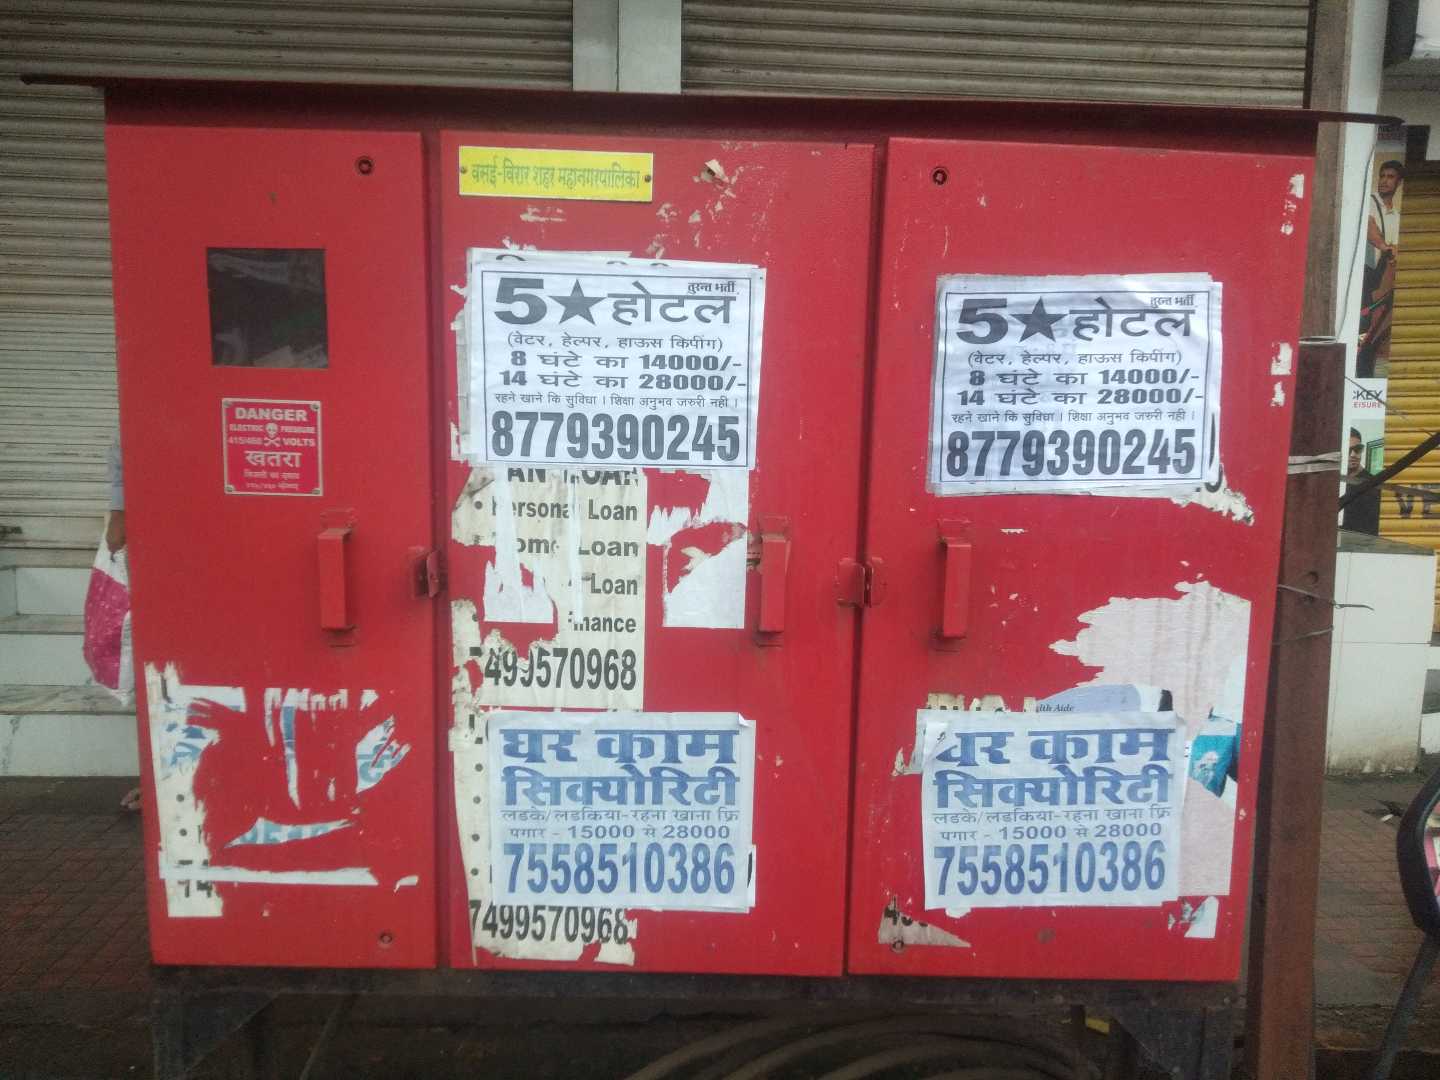 वसई-विरार शहर महानगरपालिका
DANGER
ELECTRIC PRESSURE
415/460 VOLTS
खतरा
तुरन्त भर्ती
5★होटल
(वेटर, हेल्पर, हाऊस किपींग)
8 घंटे का 14000/-
14 घंटे का 28000/-
रहने खाने कि सुविधा । शिक्षा अनुभव जरुरी नही ।
8779390245
तुरन्त भर्ती
5★होटल
(वेटर, हेल्पर, हाऊस किपींग)
8 घंटे का 14000/-
14 घंटे का 28000/-
रहने खाने कि सुविधा । शिक्षा अनुभव जरुरी नही ।
8779390245
Loan
Loan
Loan
7499570968
घर काम
सिक्योरिटी
लडके/लडकिया-रहना खाना फ्रि
पगार - 15000 से 28000
7558510386
7499570968
Aide
घर काम
सिक्योरिटी
लडके/लडकिया-रहना खाना फ्रि
पगार - 15000 से 28000
7558510386